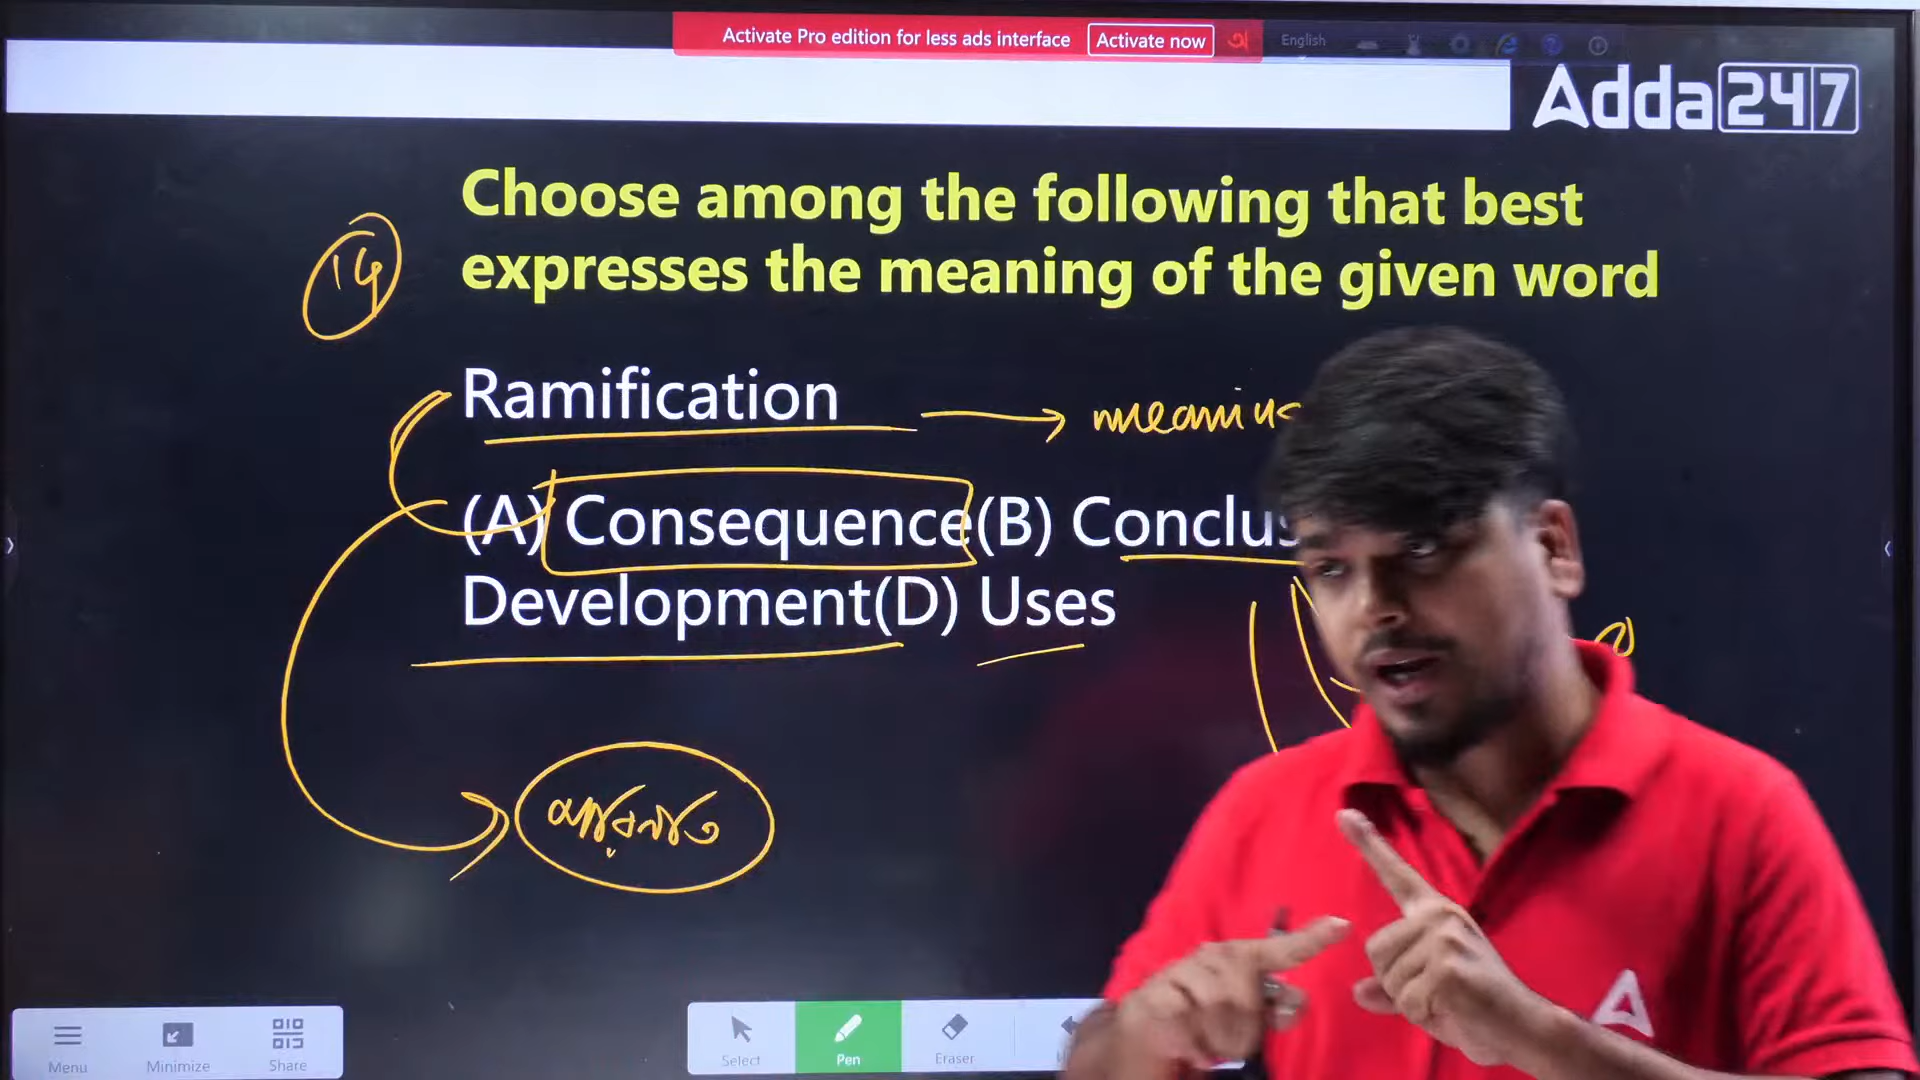 Activate Pro edition for less ads interface Activate now English
Adda247
Choose among the following that best
expresses the meaning of the given word
Ramification
(A) Consequence(B) Conclus
Development(D) Uses
Menu Minimize Share Select Pen Eraser